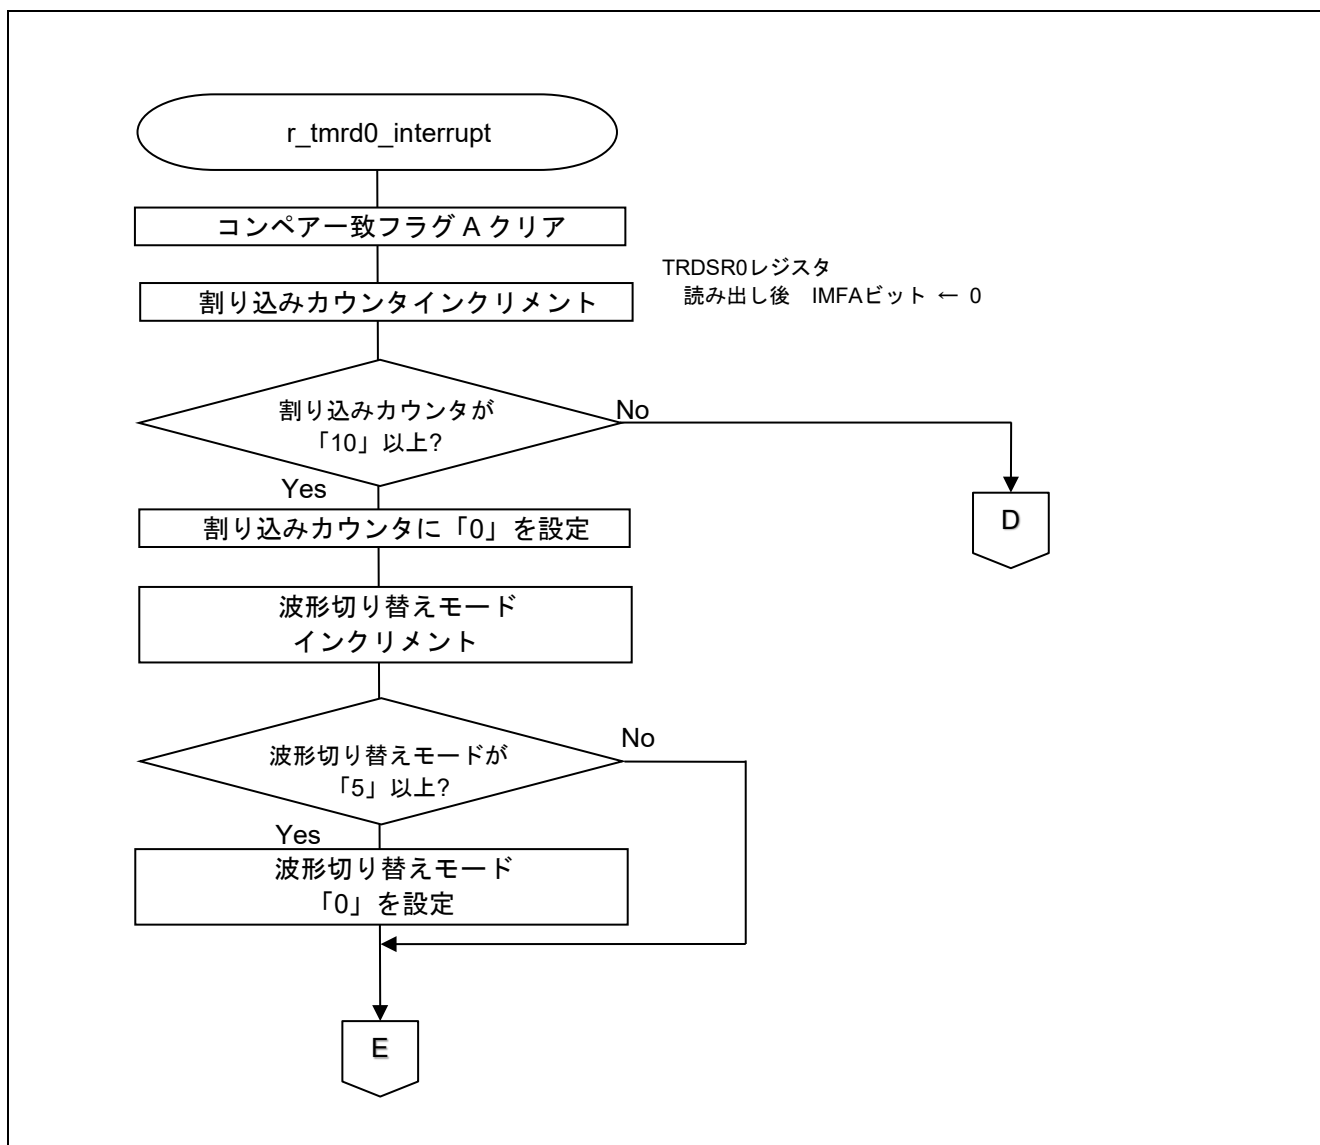 r_tmrd0_interrupt
コンペアー致フラグ A クリア
TRDSR0レジスタ
読み出し後　IMFAビット ← 0
割り込みカウンタインクリメント
割り込みカウンタが
「10」以上?
No
Yes
D
割り込みカウンタに「0」を設定
波形切り替えモード
インクリメント
波形切り替えモードが
「5」以上?
No
Yes
波形切り替えモード
「0」を設定
E